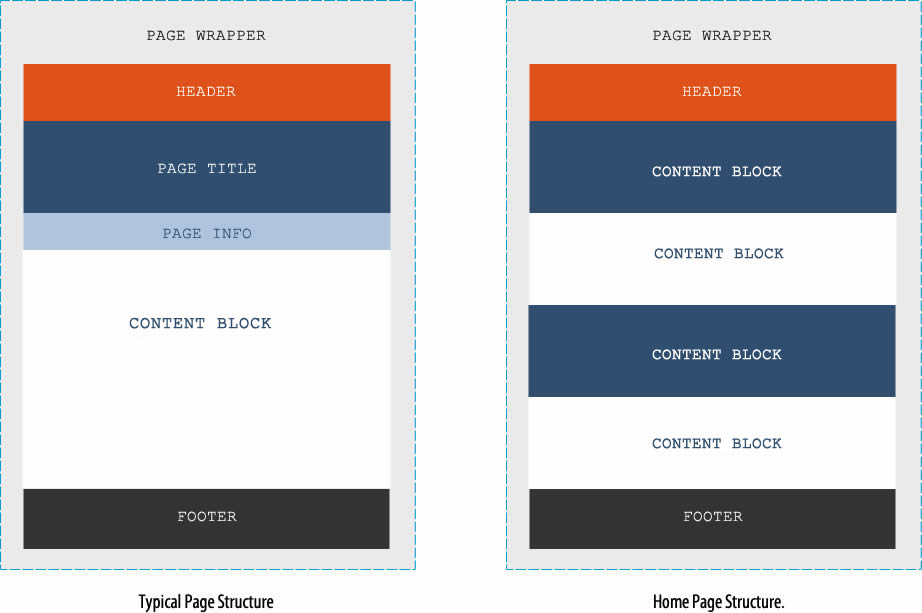 PAGE WRAPPER
HEADER
PAGE TITLE
PAGE INFO
CONTENT BLOCK
FOOTER
Typical Page Structure
PAGE WRAPPER
HEADER
CONTENT BLOCK
CONTENT BLOCK
CONTENT BLOCK
CONTENT BLOCK
FOOTER
Home Page Structure.